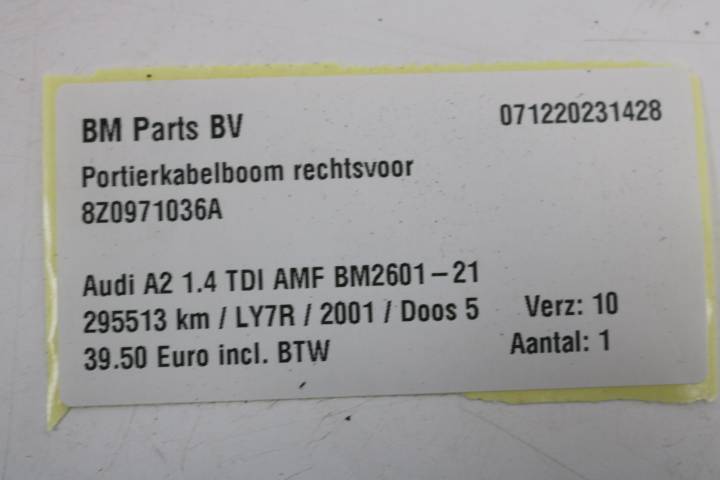 BM Parts BV 071220231428
Portierkabelboom rechtsvoor
8Z0971036A
Audi A2 1.4 TDI AMF BM2601-21
295513 km / LY7R / 2001 / Doos 5 Verz: 10
39.50 Euro incl. BTW Aantal: 1